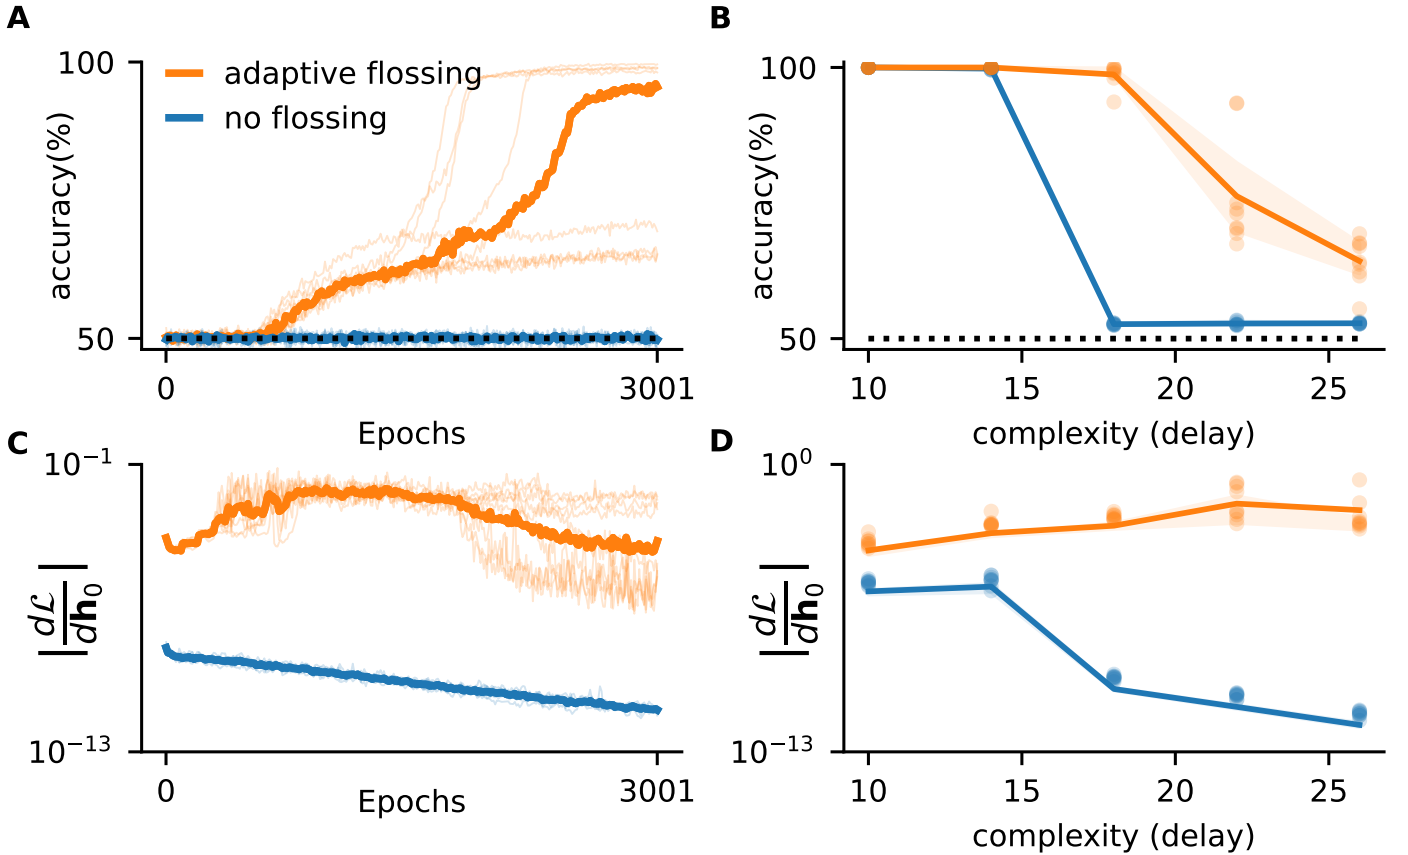 A
100
50
accuracy(%)
adaptive flossing
no flossing
0
3001
Epochs
B
100
50
accuracy(%)
10
15
20
25
complexity (delay)
C
10⁻¹
10⁻¹³
|dℒ/d𝐡₀|
0
3001
Epochs
D
10⁰
10⁻¹³
|dℒ/d𝐡₀|
10
15
20
25
complexity (delay)